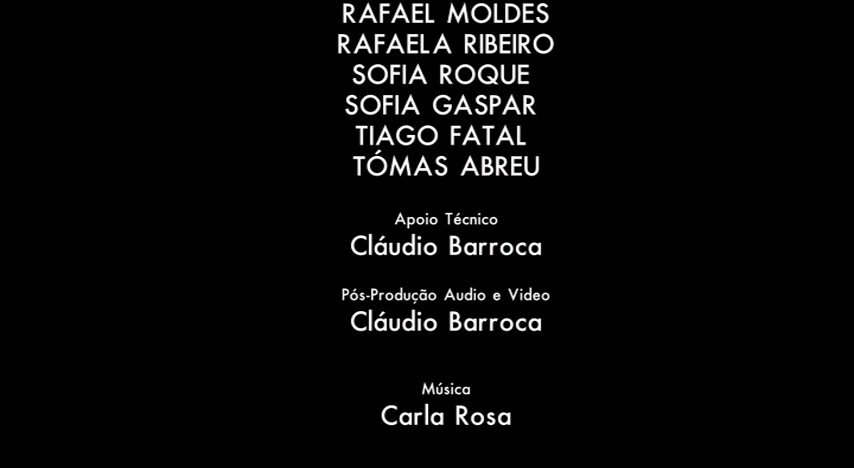 RAFAEL MOLDES
RAFAELA RIBEIRO
SOFIA ROQUE
SOFIA GASPAR
TIAGO FATAL
TÓMAS ABREU
Apoio Técnico
Cláudio Barroca
Pós-Produção Audio e Video
Cláudio Barroca
Música
Carla Rosa